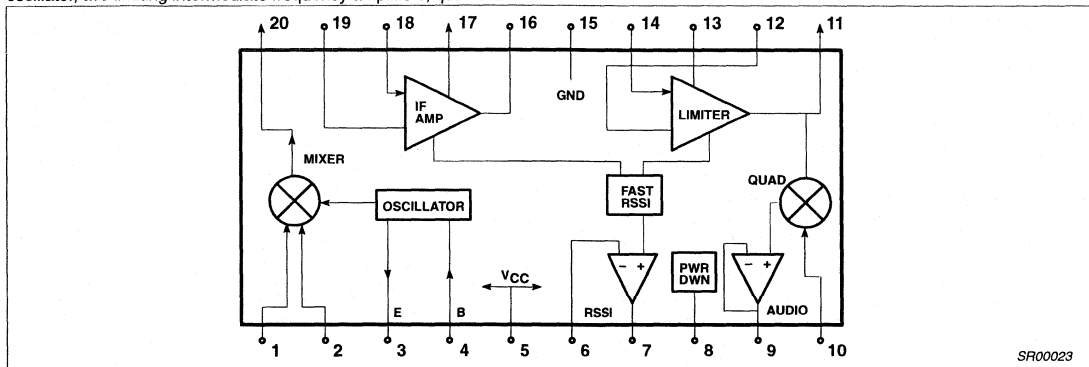 20 19 18 17 16 15 14 13 12 11
GND
IF
AMP
LIMITER
MIXER
QUAD
FAST
RSSI
OSCILLATOR
− +
− +
PWR
DWN
VCC
E B RSSI AUDIO
1 2 3 4 5 6 7 8 9 10
SR00023